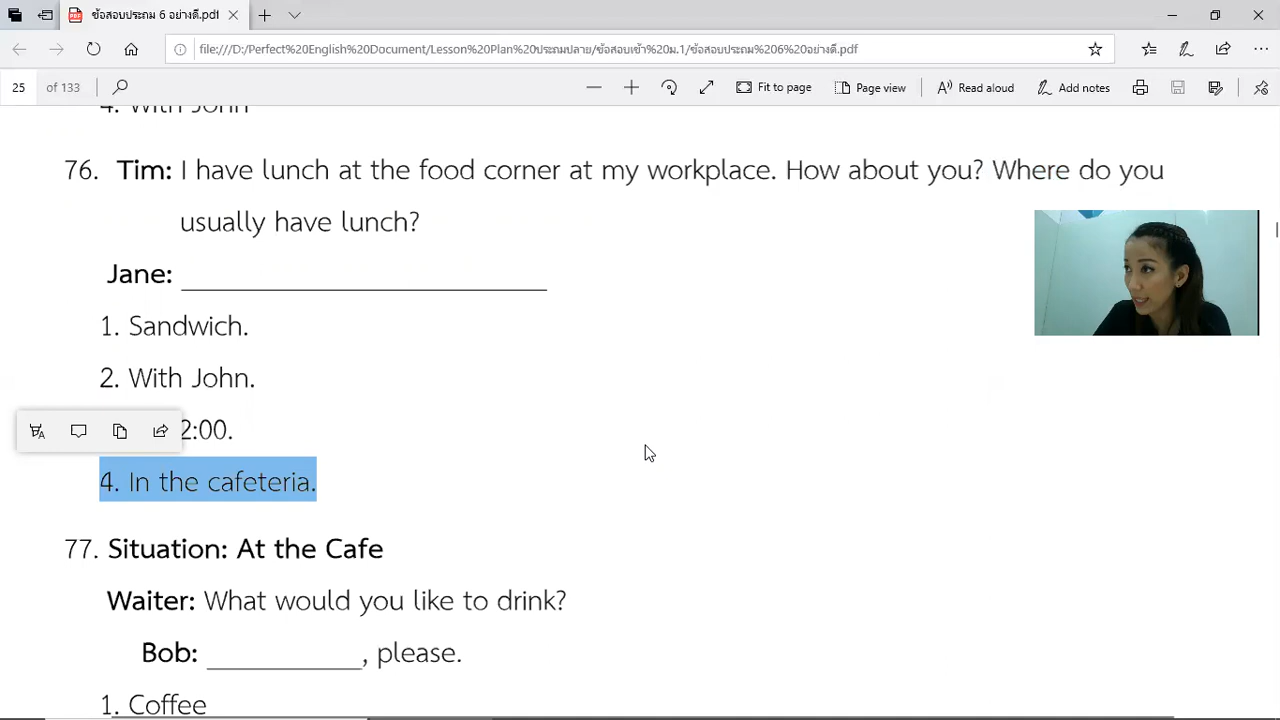 ข้อสอบประถม 6 อย่างดี.pdf
file:///D:/Perfect%20English%20Document/Lesson%20Plan%20ประถมปลาย/ข้อสอบเข้า%20ม.1/ข้อสอบประถม%206%20อย่างดี.pdf
25 of 133 Fit to page Page view Read aloud Add notes
4. With John
76. Tim: I have lunch at the food corner at my workplace. How about you? Where do you
usually have lunch?
Jane:
1. Sandwich.
2. With John.
2:00.
4. In the cafeteria.
77. Situation: At the Cafe
Waiter: What would you like to drink?
Bob: , please.
1. Coffee